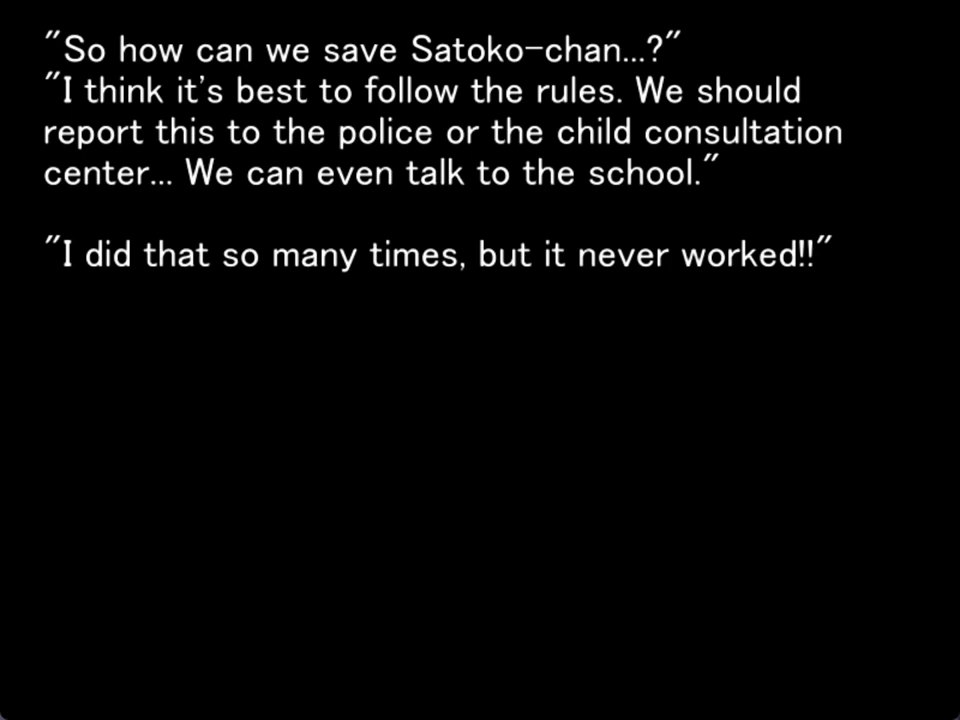 "So how can we save Satoko-chan...?"
"I think it's best to follow the rules. We should
report this to the police or the child consultation
center... We can even talk to the school."
"I did that so many times, but it never worked!!"